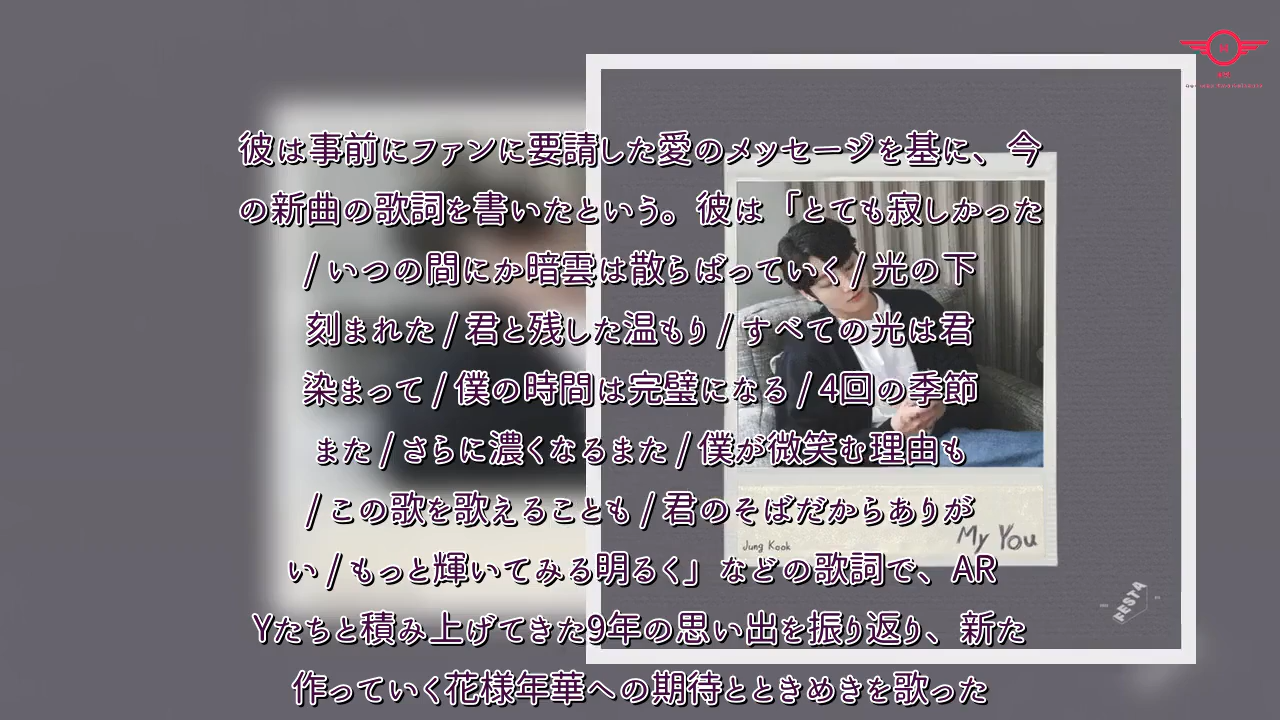 彼は事前にファンに要請した愛のメッセージを基に、今
の新曲の歌詞を書いたという。彼は「とても寂しかった
/ いつの間にか暗雲は散らばっていく / 光の下
刻まれた / 君と残した温もり / すべての光は君
染まって / 僕の時間は完璧になる / 4回の季節
また / さらに濃くなるまた / 僕が微笑む理由も
/ この歌を歌えることも / 君のそばだからありが
い / もっと輝いてみる明るく」などの歌詞で、AR
Yたちと積み上げてきた9年の思い出を振り返り、新た
作っていく花様年華への期待とときめきを歌った
Jung Kook
My You
FESTA